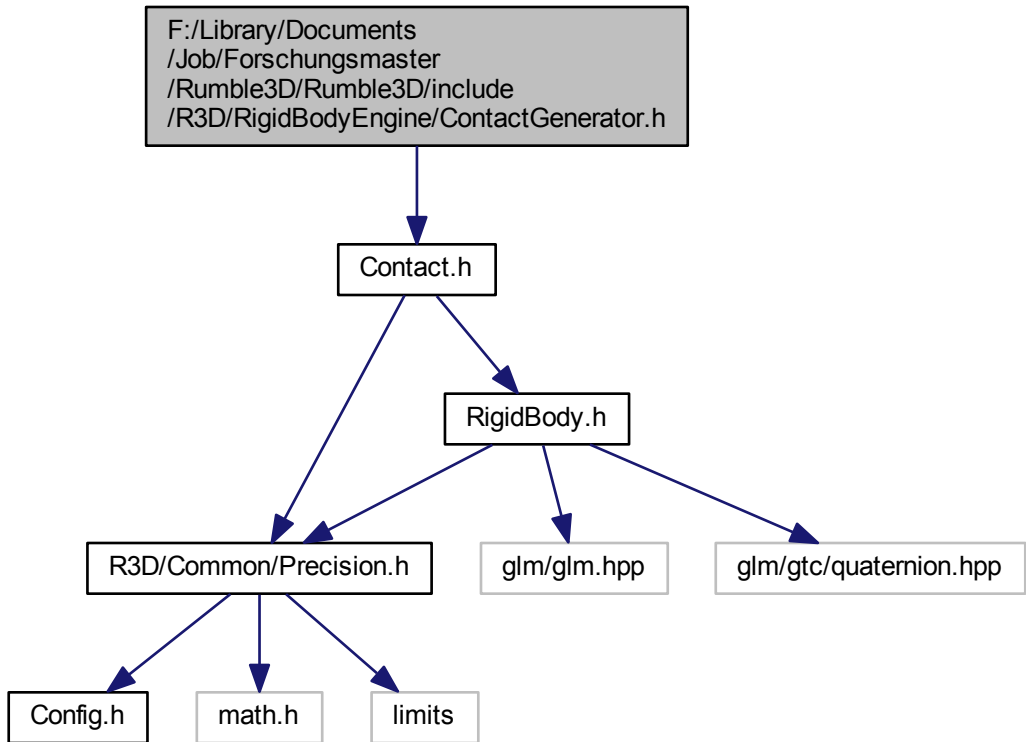 F:/Library/Documents
/Job/Forschungsmaster
/Rumble3D/Rumble3D/include
/R3D/RigidBodyEngine/ContactGenerator.h
Contact.h
RigidBody.h
R3D/Common/Precision.h
glm/glm.hpp
glm/gtc/quaternion.hpp
Config.h
math.h
limits